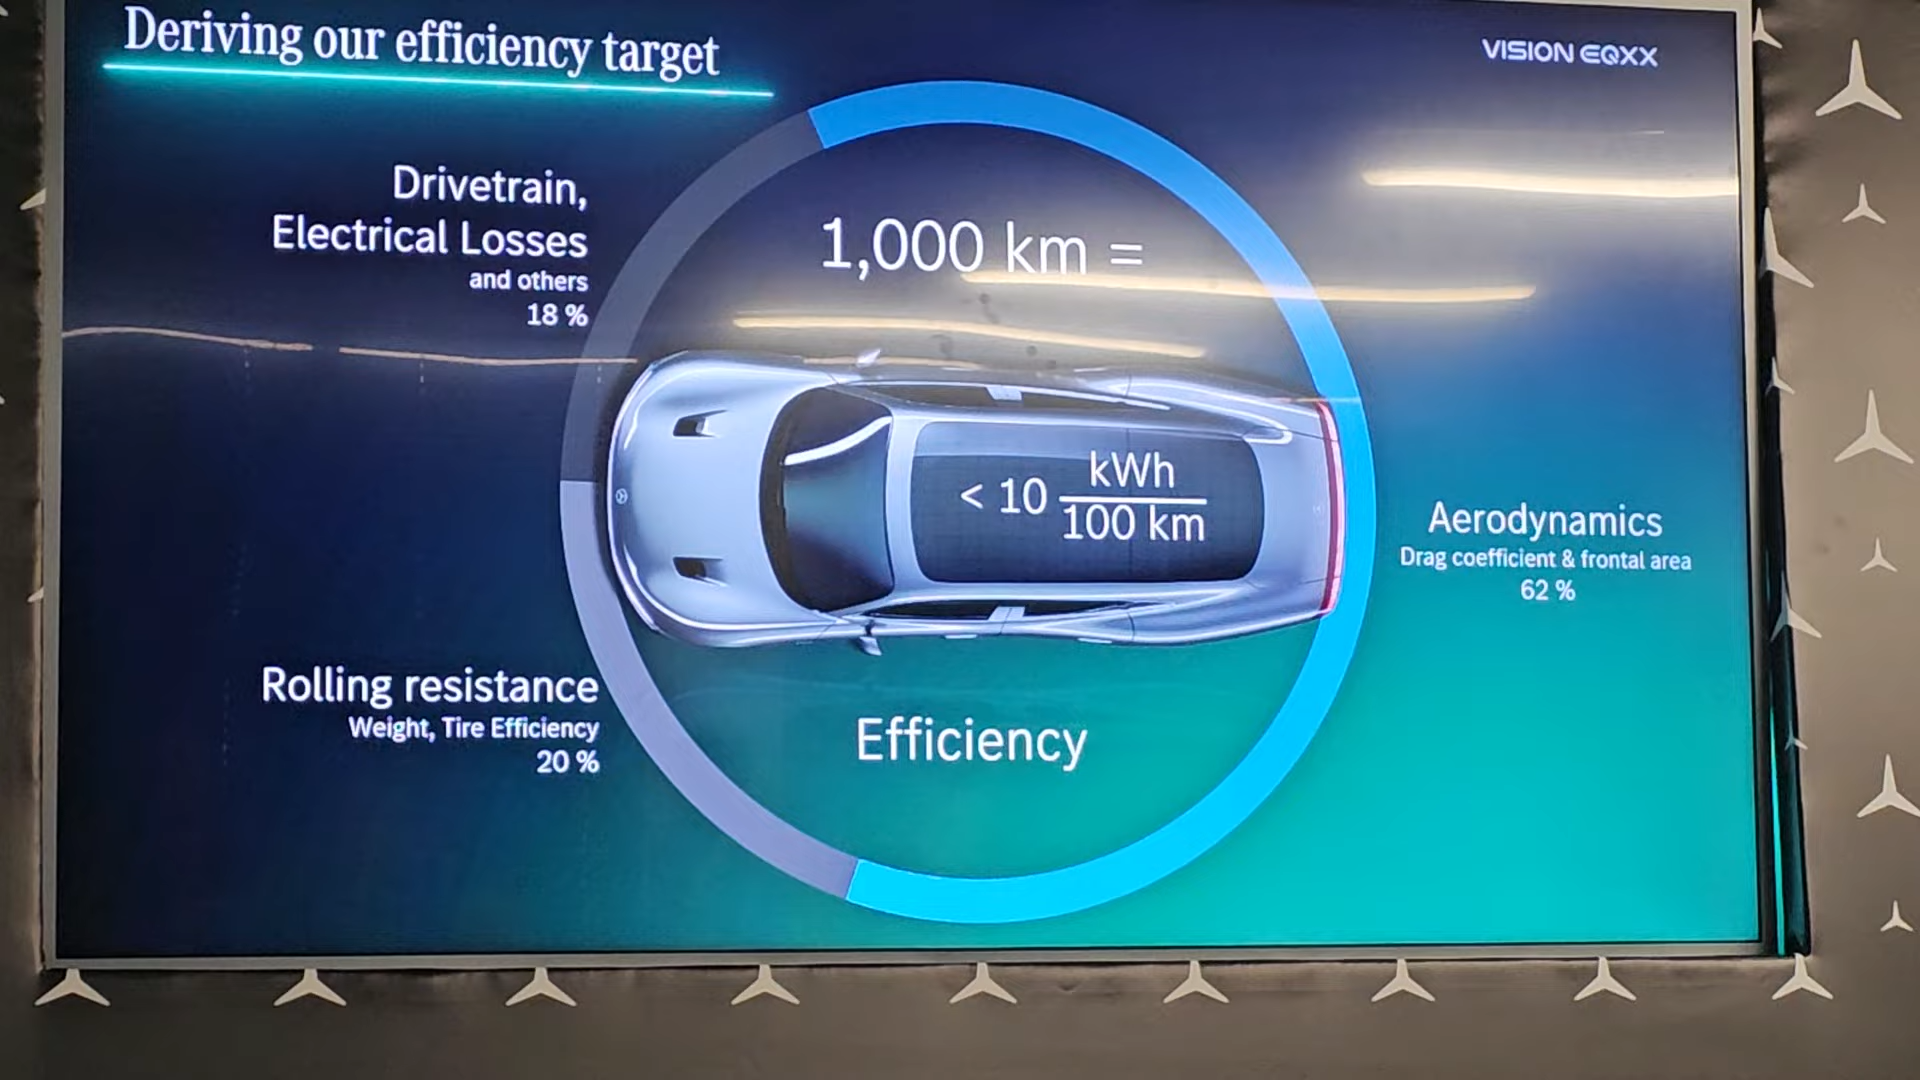 Deriving our efficiency target
VISION EQXX
Drivetrain,
Electrical Losses
and others
18 %
1,000 km =
< 10 kWh
100 km
Aerodynamics
Drag coefficient & frontal area
62 %
Rolling resistance
Weight, Tire Efficiency
20 %
Efficiency